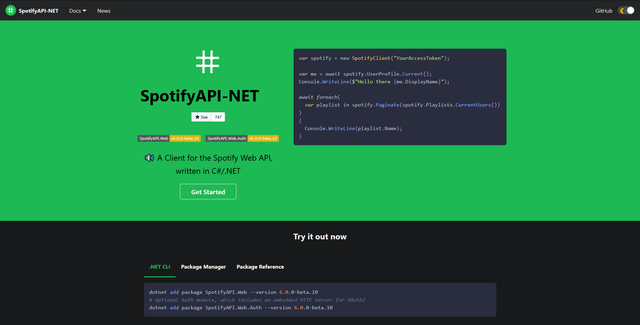 SpotifyAPI-NET
Docs
News
GitHub
SpotifyAPI-NET
Star 747
SpotifyAPI.Web v6.0.0-beta.10
SpotifyAPI.Web.Auth v6.0.0-beta.10
A Client for the Spotify Web API,
written in C#/.NET
Get Started
var spotify = new SpotifyClient("YourAccessToken");
var me = await spotify.UserProfile.Current();
Console.WriteLine($"Hello there {me.DisplayName}");
await foreach(
var playlist in spotify.Paginate(spotify.Playlists.CurrentUsers())
)
{
Console.WriteLine(playlist.Name);
}
Try it out now
.NET CLI
Package Manager
Package Reference
dotnet add package SpotifyAPI.Web --version 6.0.0-beta.10
# Optional Auth module, which includes an embedded HTTP Server for OAuth2
dotnet add package SpotifyAPI.Web.Auth --version 6.0.0-beta.10